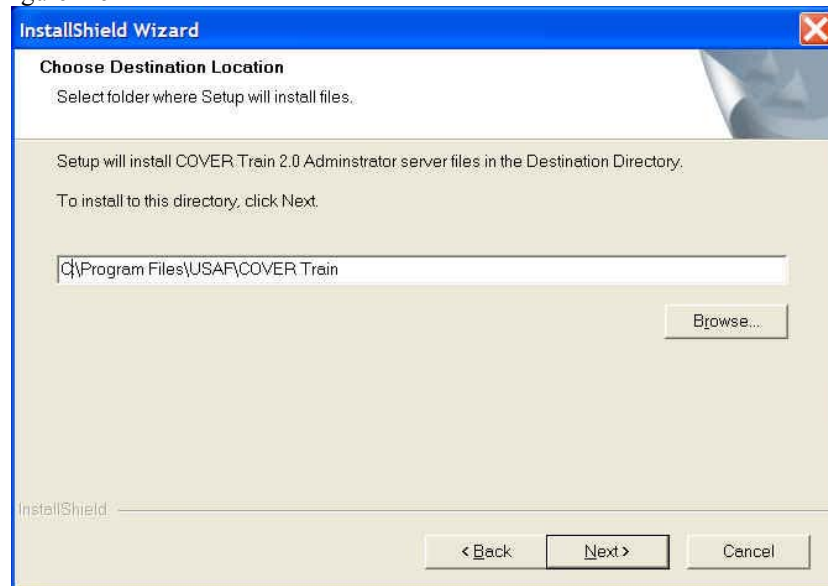 InstallShield Wizard
Choose Destination Location
Select folder where Setup will install files.
Setup will install COVER Train 2.0 Adminstrator server files in the Destination Directory.
To install to this directory, click Next.
C:\Program Files\USAF\COVER Train
Browse...
InstallShield
< Back Next > Cancel